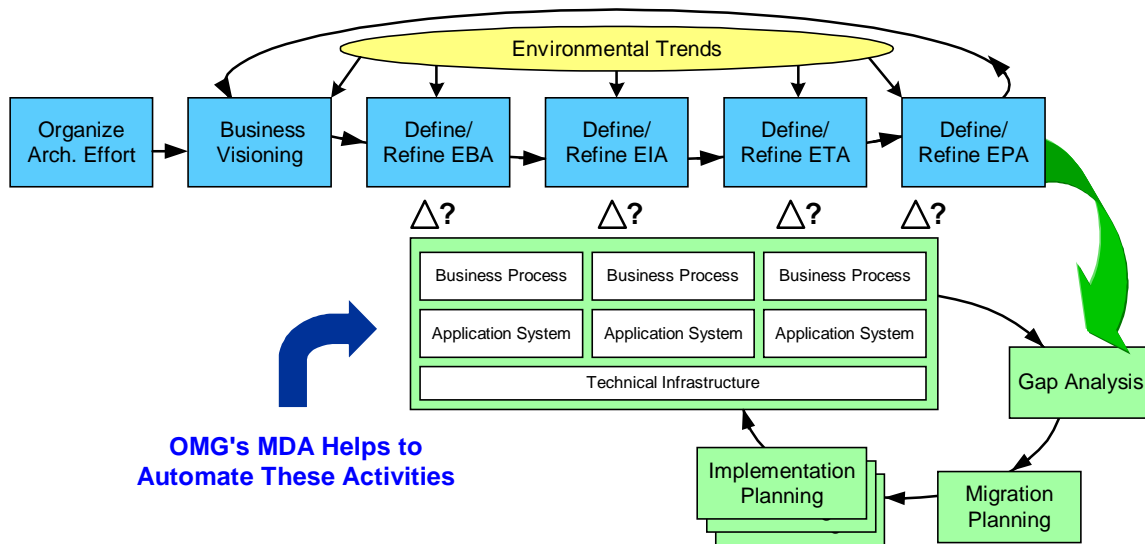 Environmental Trends
Organize
Arch. Effort
Business
Visioning
Define/
Refine EBA
Define/
Refine EIA
Define/
Refine ETA
Define/
Refine EPA
△?
△?
△?
△?
Business Process
Business Process
Business Process
Application System
Application System
Application System
Technical Infrastructure
Gap Analysis
OMG's MDA Helps to
Automate These Activities
Implementation
Planning
Migration
Planning